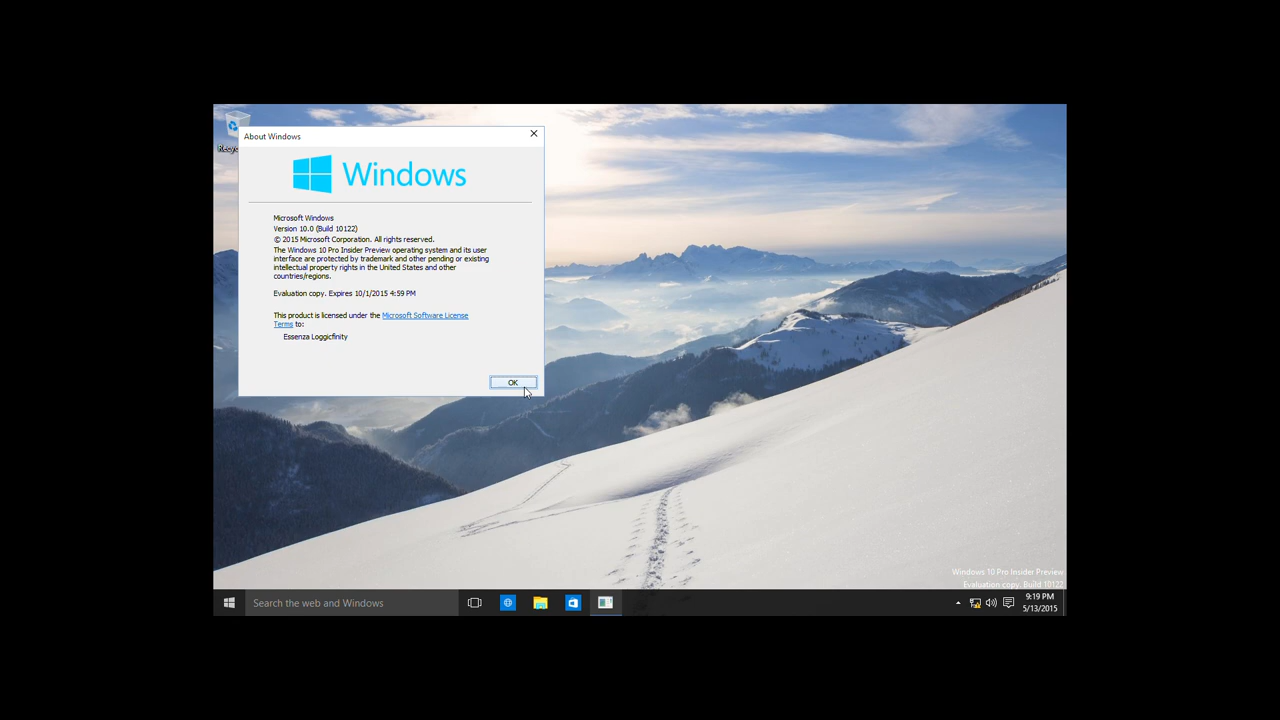 Recyc
About Windows
Windows
Microsoft Windows
Version 10.0 (Build 10122)
© 2015 Microsoft Corporation. All rights reserved.
The Windows 10 Pro Insider Preview operating system and its user
interface are protected by trademark and other pending or existing
intellectual property rights in the United States and other
countries/regions.
Evaluation copy. Expires 10/1/2015 4:59 PM
This product is licensed under the Microsoft Software License
Terms to:
Essenza Loggicfinity
OK
Windows 10 Pro Insider Preview
Evaluation copy. Build 10122
Search the web and Windows
9:19 PM
5/13/2015